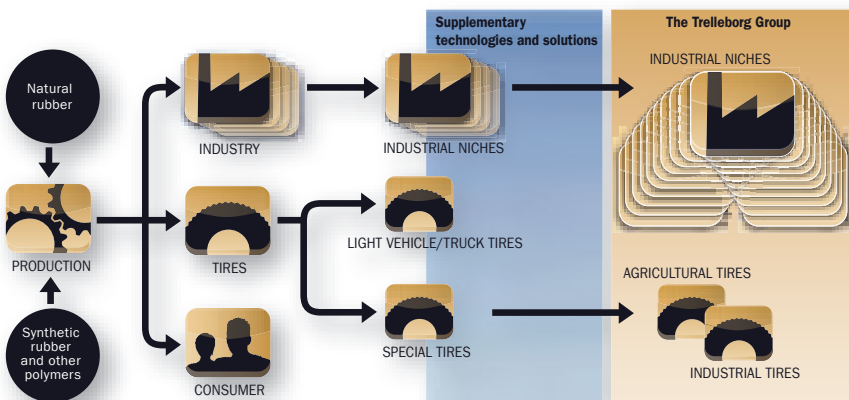 Supplementary
technologies and solutions
The Trelleborg Group
Natural
rubber
INDUSTRY
INDUSTRIAL NICHES
INDUSTRIAL NICHES
PRODUCTION
TIRES
LIGHT VEHICLE/TRUCK TIRES
AGRICULTURAL TIRES
Synthetic
rubber
and other
polymers
CONSUMER
SPECIAL TIRES
INDUSTRIAL TIRES